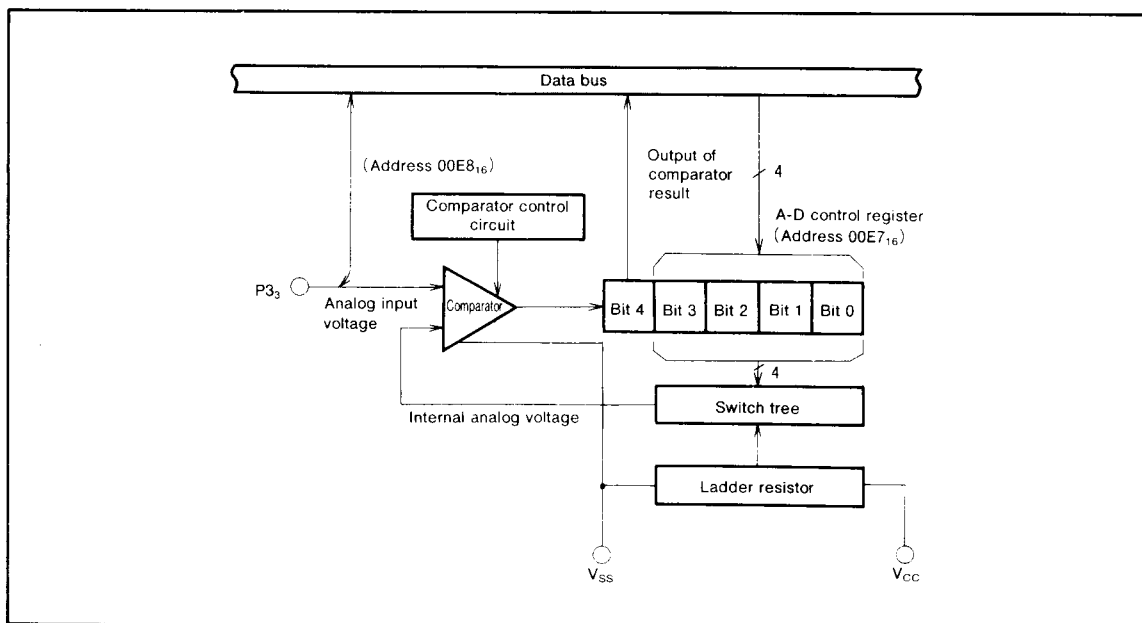 Data bus
(Address 00E8₁₆)
Output of
comparator
result
4
Comparator control
circuit
A-D control register
(Address 00E7₁₆)
P3₃
Analog input
voltage
Comparator
Bit 4
Bit 3
Bit 2
Bit 1
Bit 0
4
Internal analog voltage
Switch tree
Ladder resistor
V_SS
V_CC